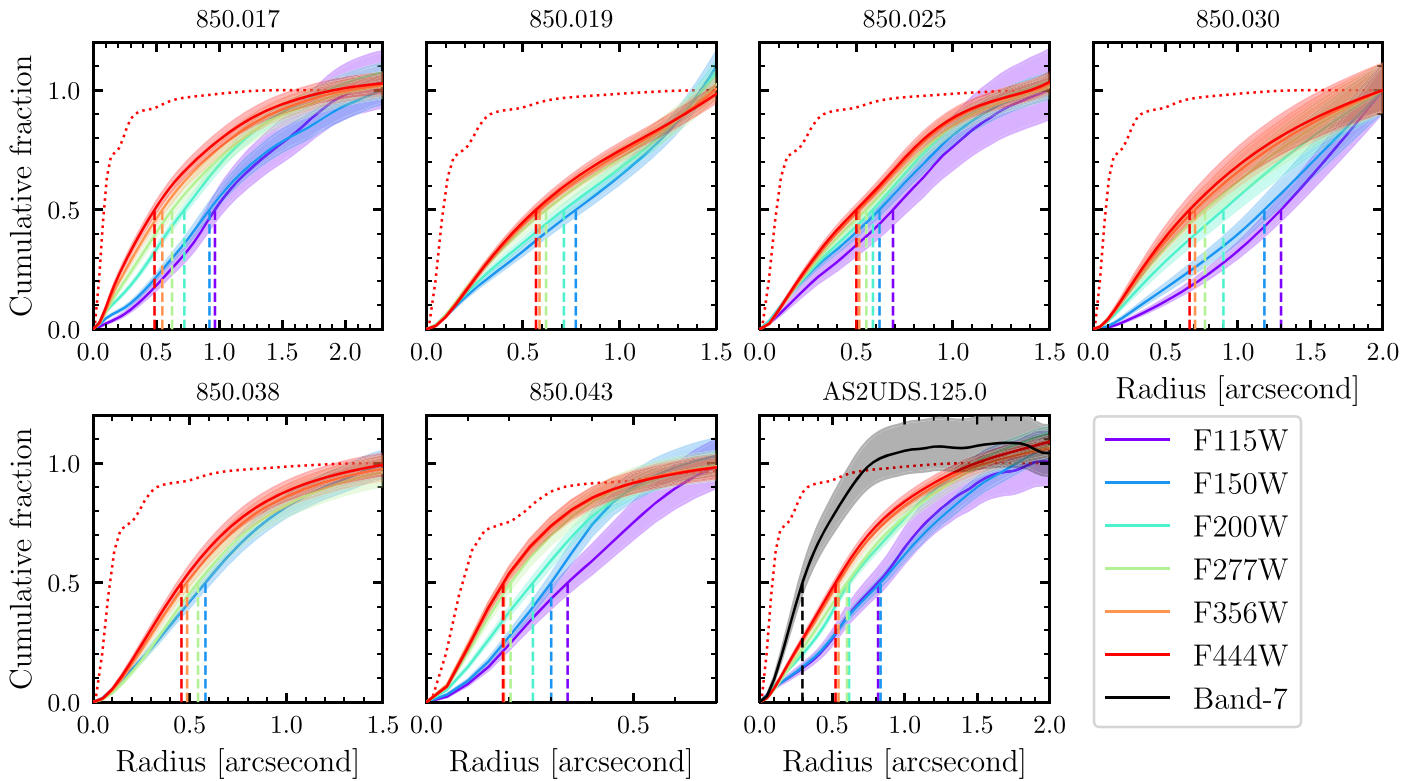 850.017 850.019 850.025 850.030
Cumulative fraction
1.0
0.5
0.0
0.0 0.5 1.0 1.5 2.0
0.0 0.5 1.0 1.5
0.0 0.5 1.0 1.5
0.0 0.5 1.0 1.5 2.0
Radius [arcsecond]
850.038 850.043 AS2UDS.125.0
Cumulative fraction
1.0
0.5
0.0
0.0 0.5 1.0 1.5
0.0 0.5
0.0 0.5 1.0 1.5 2.0
Radius [arcsecond] Radius [arcsecond] Radius [arcsecond]
F115W
F150W
F200W
F277W
F356W
F444W
Band-7